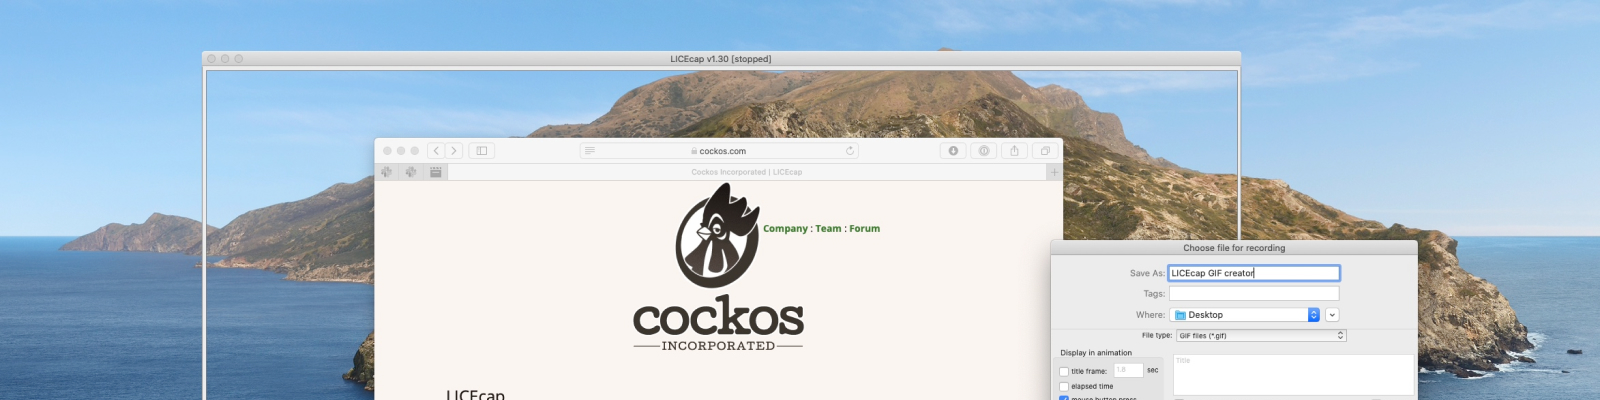 LICEcap v1.30 [stopped]
cockos.com
Cockos Incorporated | LICEcap
Company : Team : Forum
cockos
INCORPORATED
LICEcap
Choose file for recording
Save As: LICEcap GIF creator
Tags:
Where: Desktop
File type: GIF files (*.gif)
Display in animation
Title
title frame: 1.8 sec
elapsed time
mouse button press